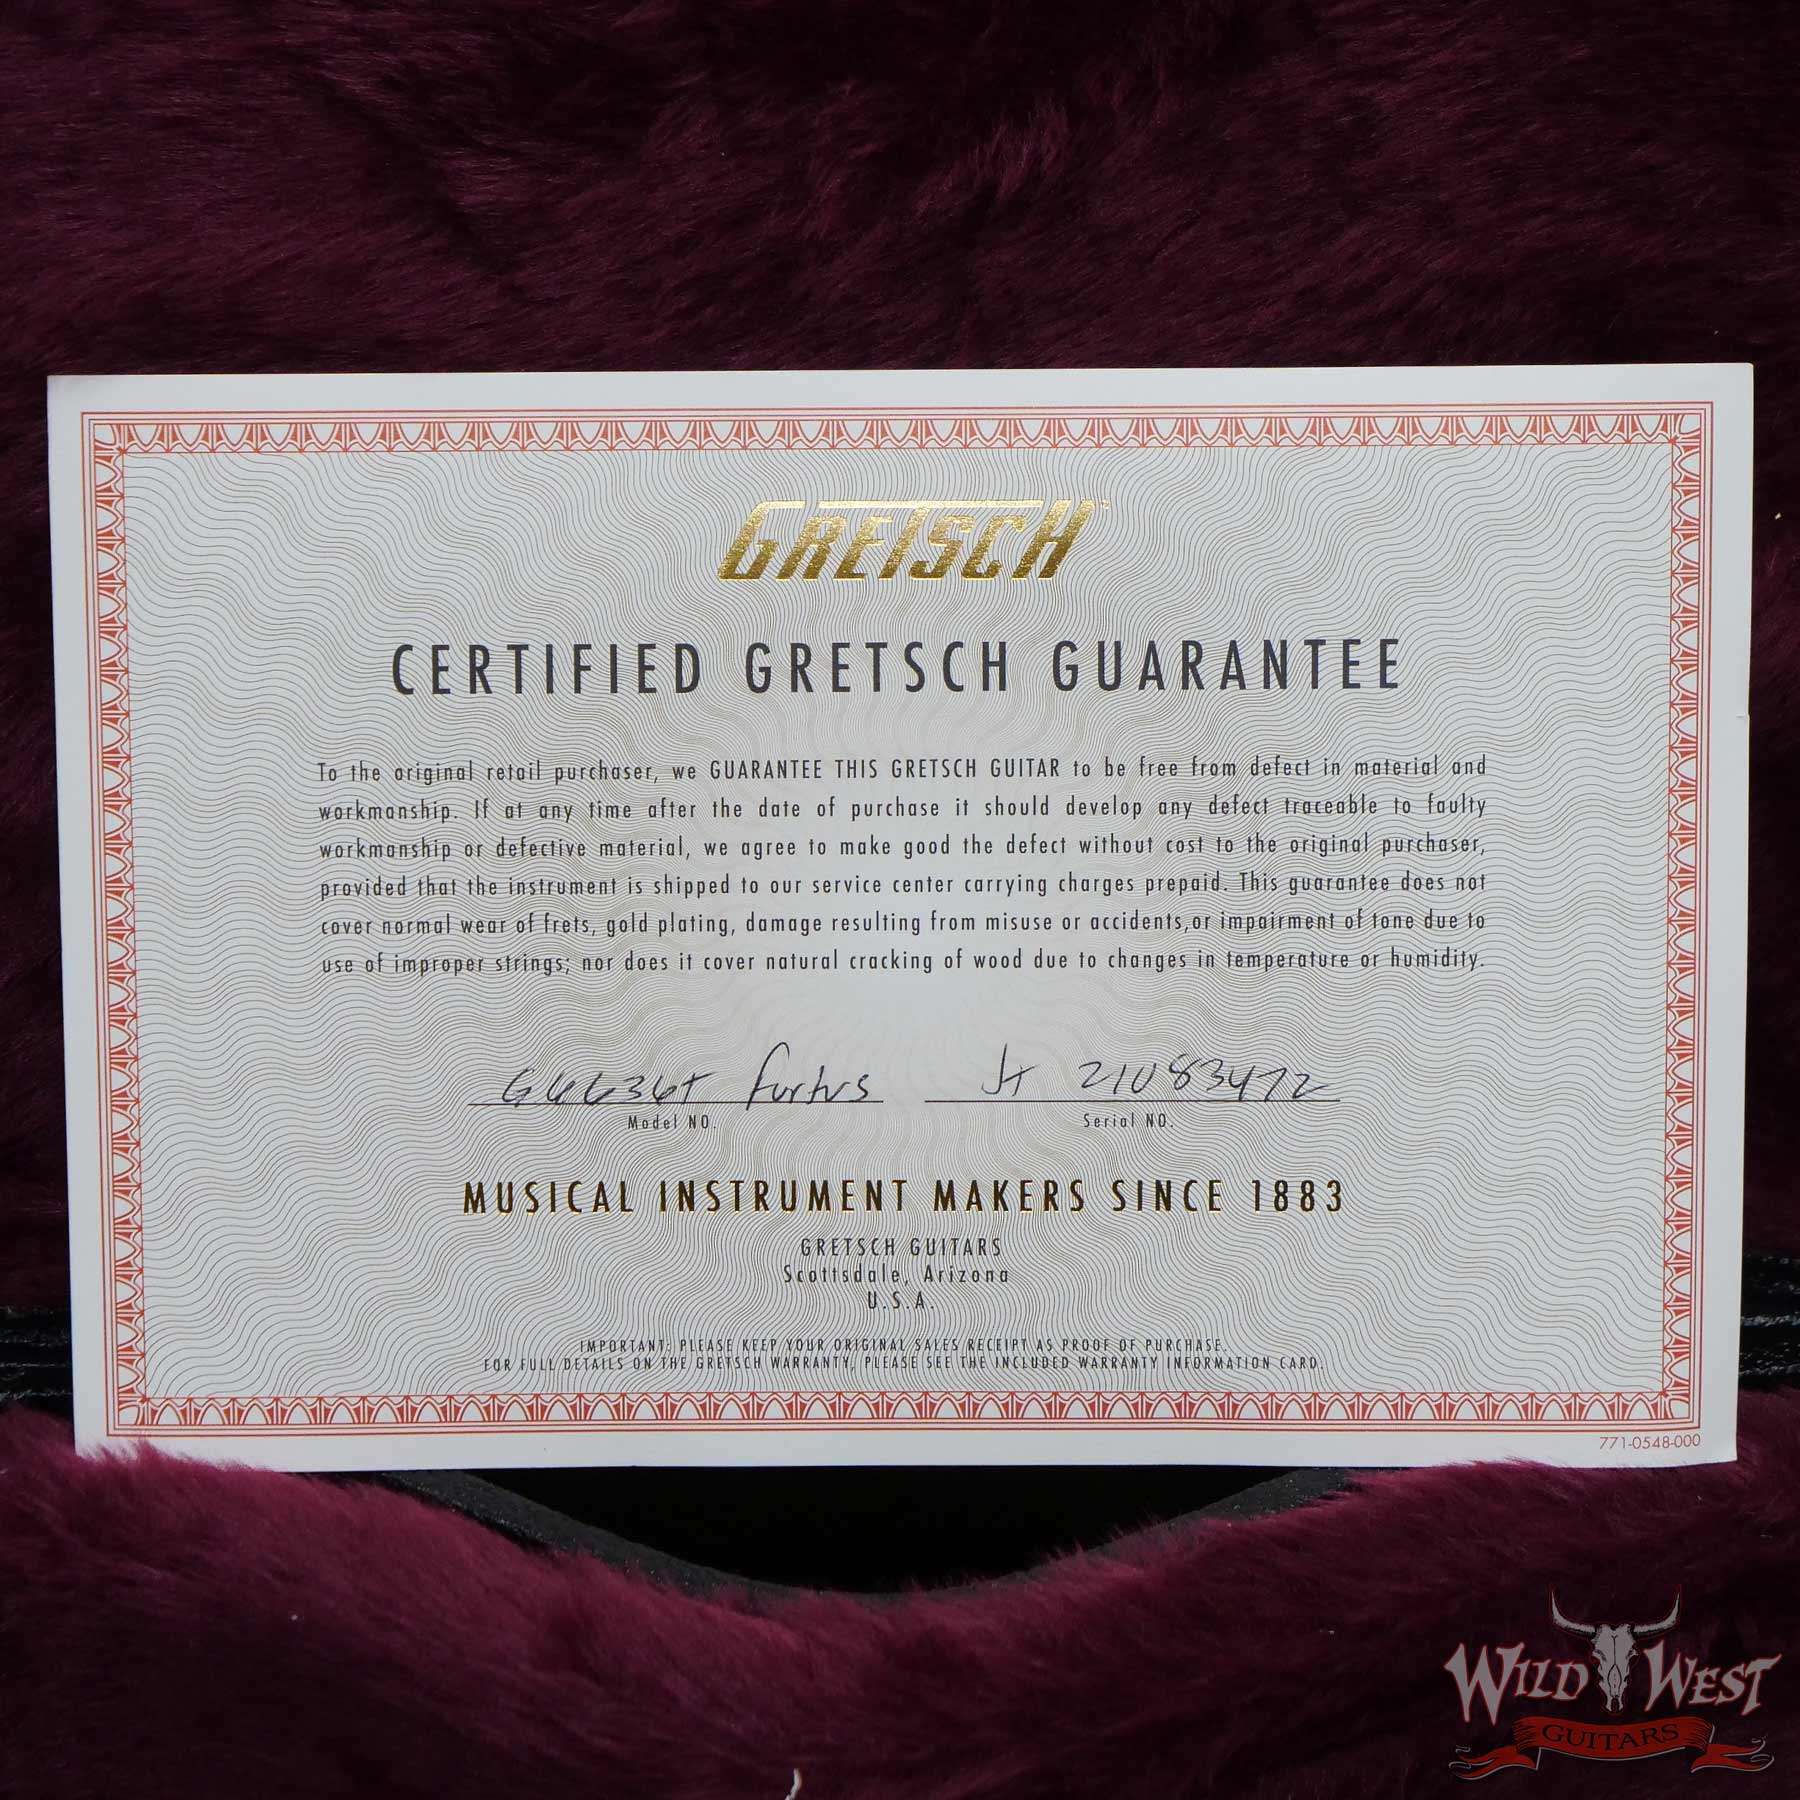 GRETSCH™
CERTIFIED GRETSCH GUARANTEE
To the original retail purchaser, we GUARANTEE THIS GRETSCH GUITAR to be free from defect in material and
workmanship. If at any time after the date of purchase it should develop any defect traceable to faulty
workmanship or defective material, we agree to make good the defect without cost to the original purchaser,
provided that the instrument is shipped to our service center carrying charges prepaid. This guarantee does not
cover normal wear of frets, gold plating, damage resulting from misuse or accidents,or impairment of tone due to
use of improper strings; nor does it cover natural cracking of wood due to changes in temperature or humidity.
G6636T JT 21083472
Model NO. Serial NO.
MUSICAL INSTRUMENT MAKERS SINCE 1883
GRETSCH GUITARS
Scottsdale, Arizona
U.S.A.
IMPORTANT: PLEASE KEEP YOUR ORIGINAL SALES RECEIPT AS PROOF OF PURCHASE.
FOR FULL DETAILS ON THE GRETSCH WARRANTY, PLEASE SEE THE INCLUDED WARRANTY INFORMATION CARD.
771-0548-000
WILD WEST
GUITARS